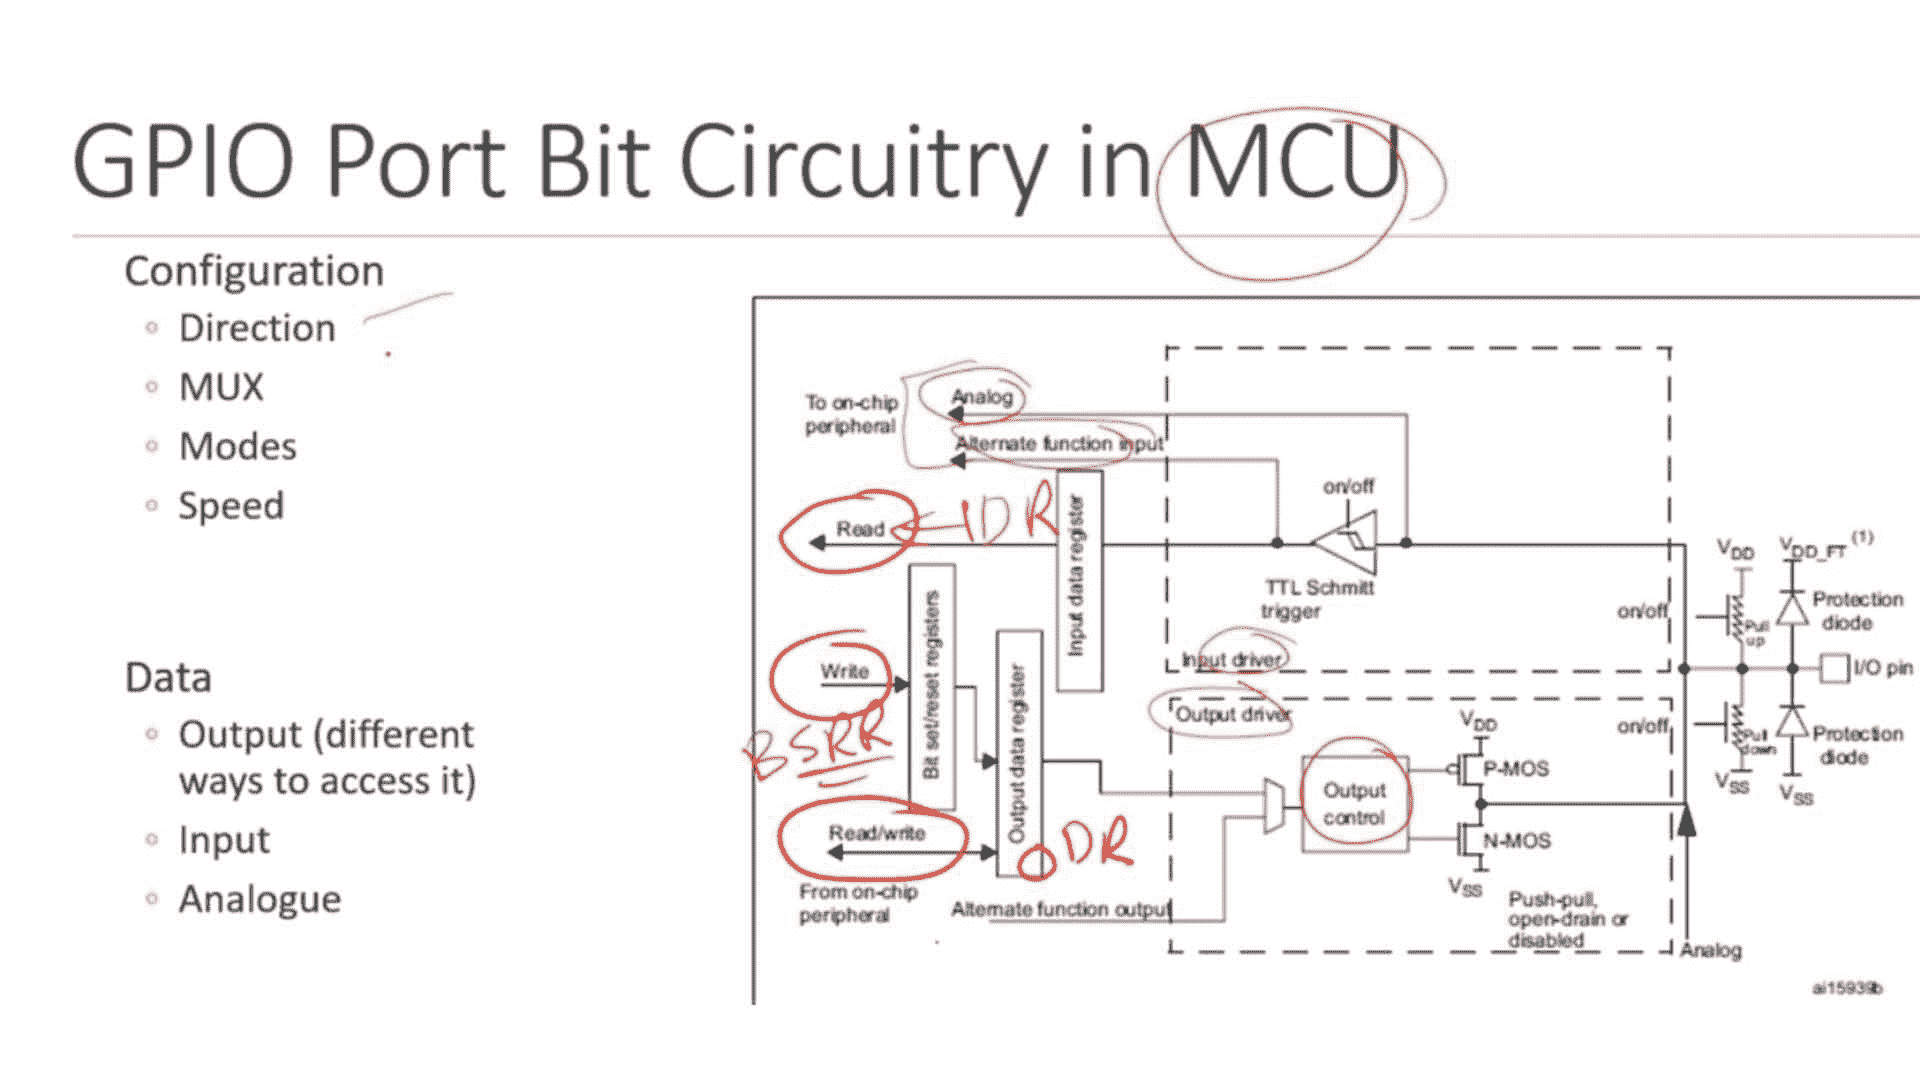 GPIO Port Bit Circuitry in MCU
Configuration
Direction
MUX
Modes
Speed
Data
Output (different
ways to access it)
Input
Analogue
To on-chip
peripheral
Analog
Alternate function input
Read
IDR
Input data register
on/off
TTL Schmitt
trigger
Input driver
Write
BSRR
Bit set/reset registers
Output data register
Read/write
ODR
From on-chip
peripheral
Alternate function output
Output driver
Output
control
VDD
P-MOS
N-MOS
VSS
Push-pull,
open-drain or
disabled
Analog
on/off
VDD
Pull
up
VDD_FT (1)
Protection
diode
I/O pin
on/off
Pull
down
VSS
Protection
diode
VSS
ai15939b